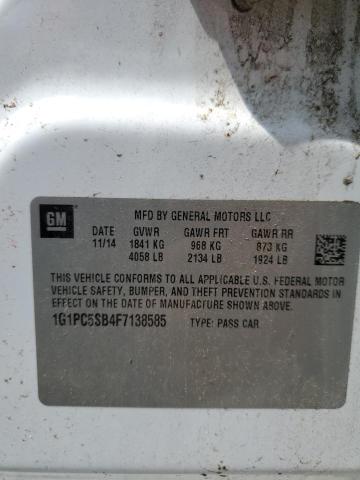 GM
MFD BY GENERAL MOTORS LLC
DATE GVWR GAWR FRT GAWR RR
11/14 1841 KG 968 KG 873 KG
4058 LB 2134 LB 1924 LB
THIS VEHICLE CONFORMS TO ALL APPLICABLE U.S. FEDERAL MOTOR
VEHICLE SAFETY, BUMPER, AND THEFT PREVENTION STANDARDS IN
EFFECT ON THE DATE OF MANUFACTURE SHOWN ABOVE.
1G1PC5SB4F7138585 TYPE: PASS CAR